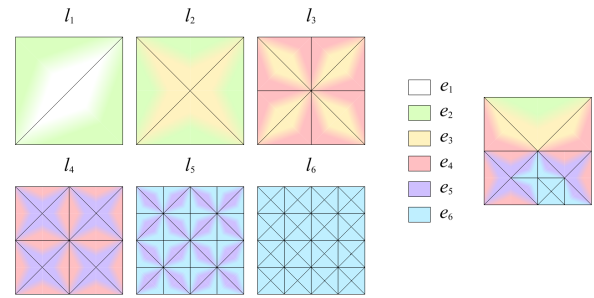 l₁ l₂ l₃
l₄ l₅ l₆
e₁
e₂
e₃
e₄
e₅
e₆